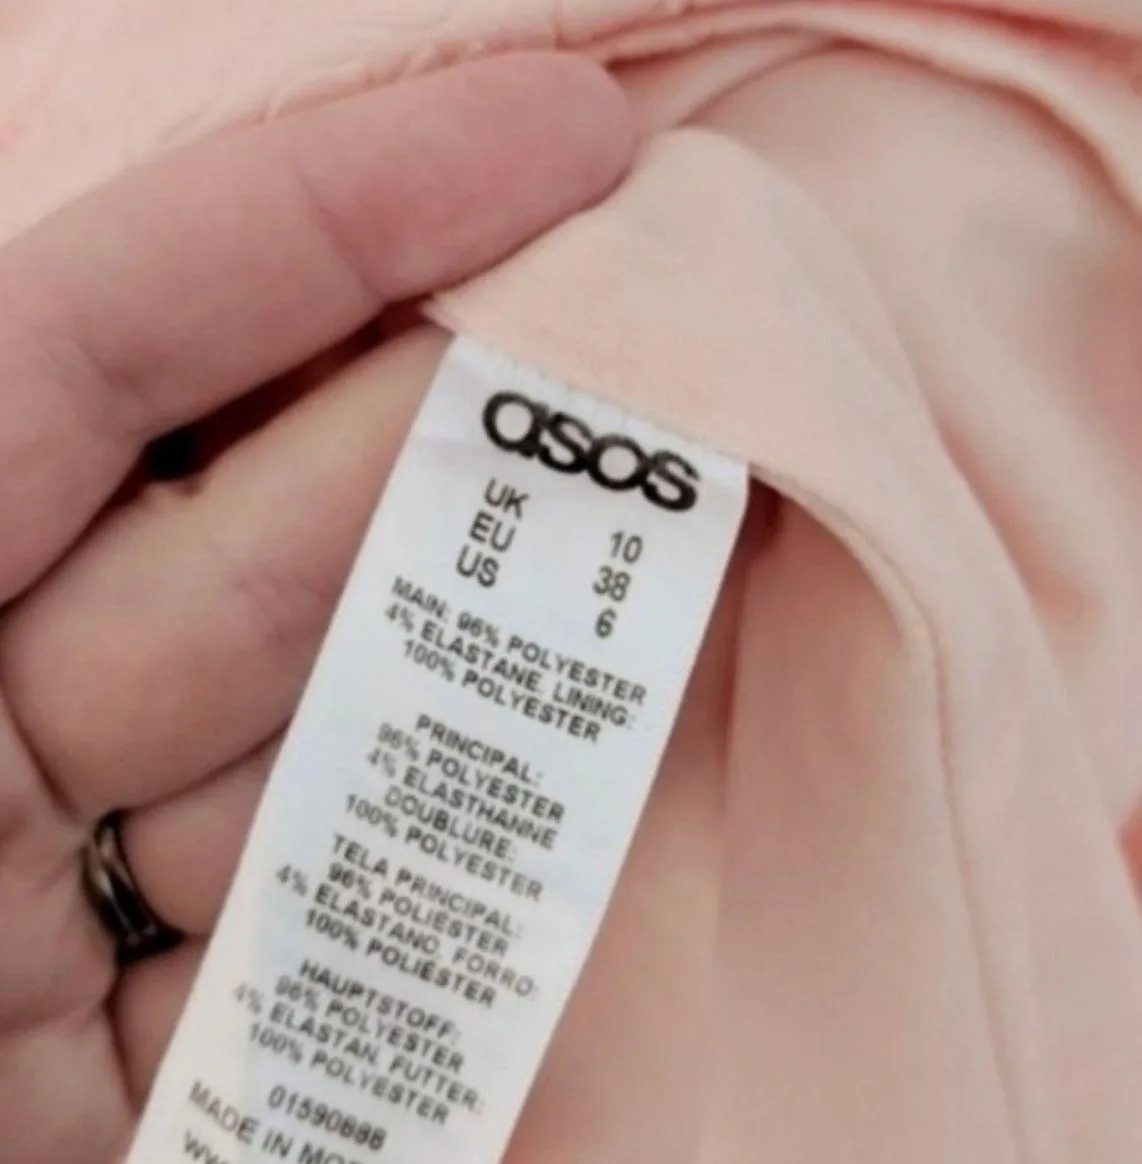 asos
UK 10
EU 38
US 6
MAIN: 96% POLYESTER
4% ELASTANE. LINING:
100% POLYESTER
PRINCIPAL:
96% POLYESTER
4% ELASTHANNE
DOUBLURE:
100% POLYESTER
TELA PRINCIPAL:
96% POLIÉSTER
4% ELASTANO. FORRO:
100% POLIÉSTER
HAUPTSTOFF:
96% POLYESTER
4% ELASTAN. FUTTER:
100% POLYESTER
MADE IN